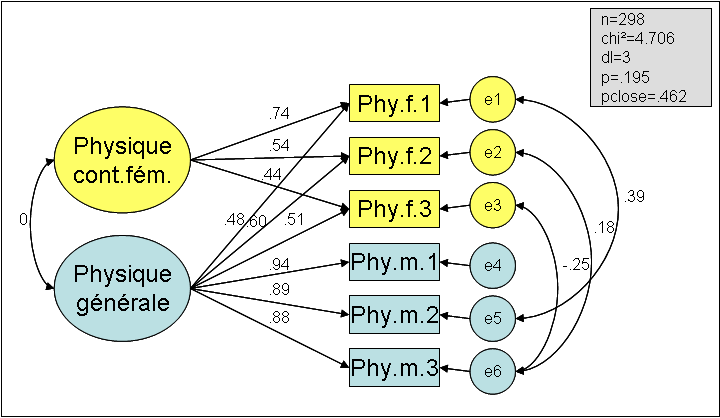 n=298
chi²=4.706
dl=3
p=.195
pclose=.462
Physique
cont.fém.
Physique
générale
0
.74
.54
.44
.48
.60
.51
.94
.89
.88
Phy.f.1
Phy.f.2
Phy.f.3
Phy.m.1
Phy.m.2
Phy.m.3
e1
e2
e3
e4
e5
e6
.39
.18
-.25